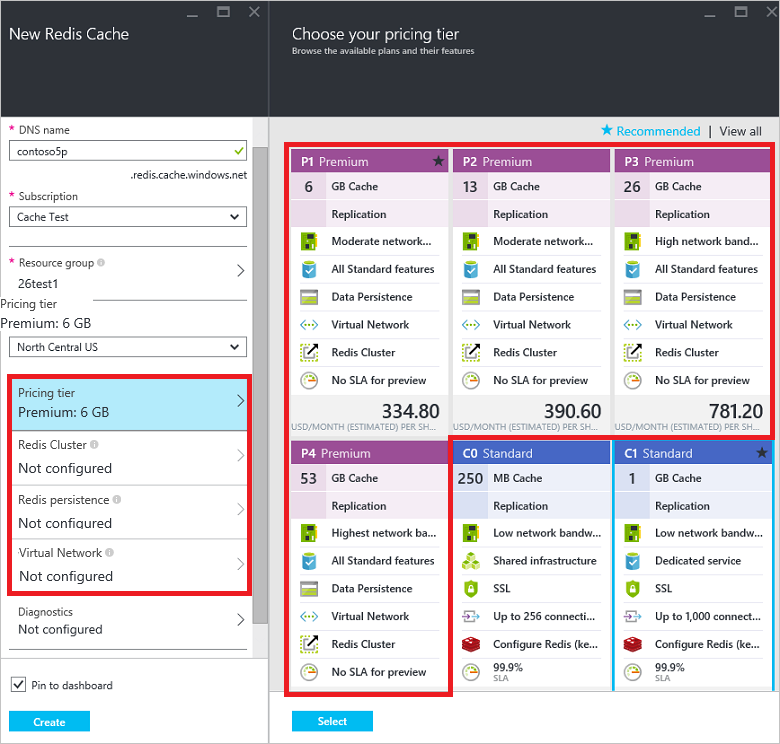 New Redis Cache
* DNS name
contoso5p
.redis.cache.windows.net
* Subscription
Cache Test
* Resource group
26test1
Pricing tier
Premium: 6 GB
North Central US
Pricing tier
Premium: 6 GB
Redis Cluster
Not configured
Redis persistence
Not configured
Virtual Network
Not configured
Diagnostics
Not configured
Pin to dashboard
Create
Choose your pricing tier
Browse the available plans and their features
★ Recommended | View all
P1 Premium ★
6 GB Cache
Replication
Moderate network...
All Standard features
Data Persistence
Virtual Network
Redis Cluster
No SLA for preview
334.80
USD/MONTH (ESTIMATED) PER SH...
P2 Premium
13 GB Cache
Replication
Moderate network...
All Standard features
Data Persistence
Virtual Network
Redis Cluster
No SLA for preview
390.60
USD/MONTH (ESTIMATED) PER SH...
P3 Premium
26 GB Cache
Replication
High network band...
All Standard features
Data Persistence
Virtual Network
Redis Cluster
No SLA for preview
781.20
USD/MONTH (ESTIMATED) PER SH...
P4 Premium
53 GB Cache
Replication
Highest network ba...
All Standard features
Data Persistence
Virtual Network
Redis Cluster
No SLA for preview
C0 Standard
250 MB Cache
Replication
Low network bandw...
Shared infrastructure
SSL
Up to 256 connecti...
Configure Redis (ke...
99.9%
SLA
C1 Standard ★
1 GB Cache
Replication
Low network bandw...
Dedicated service
SSL
Up to 1,000 connect...
Configure Redis (ke...
99.9%
SLA
Select